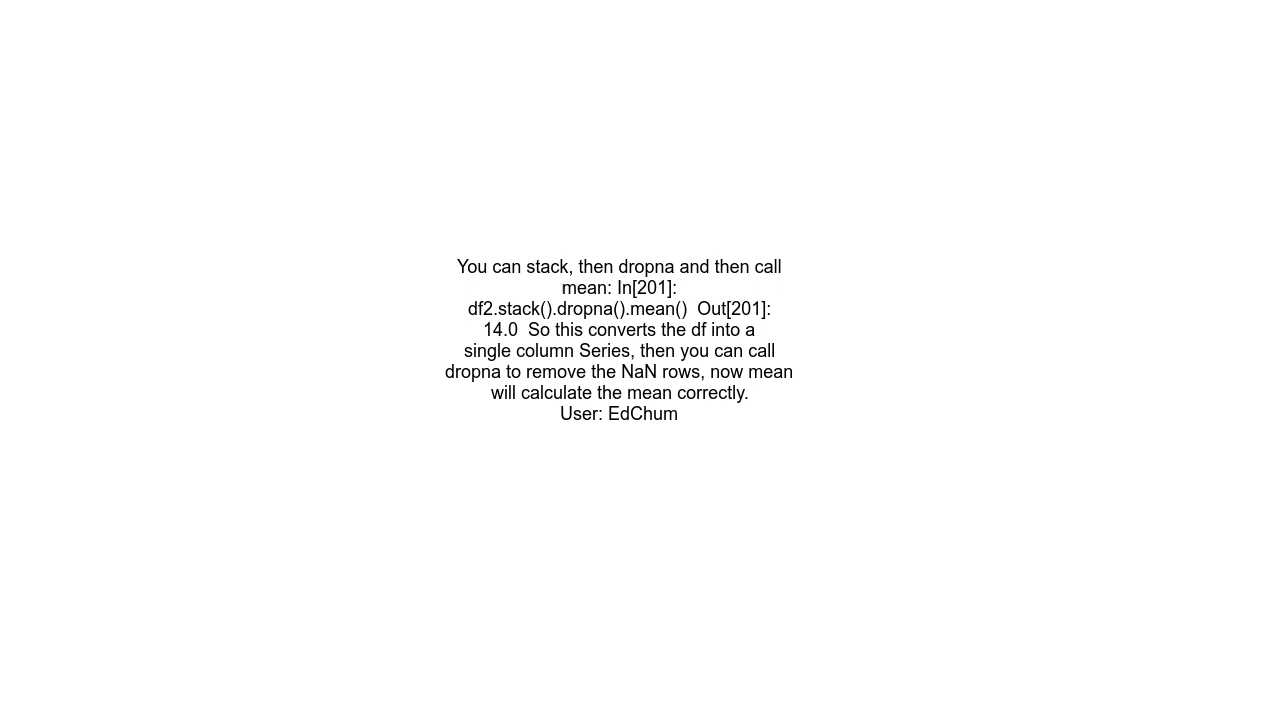 You can stack, then dropna and then call
mean: In[201]:
df2.stack().dropna().mean()  Out[201]:
14.0  So this converts the df into a
single column Series, then you can call
dropna to remove the NaN rows, now mean
will calculate the mean correctly.
User: EdChum